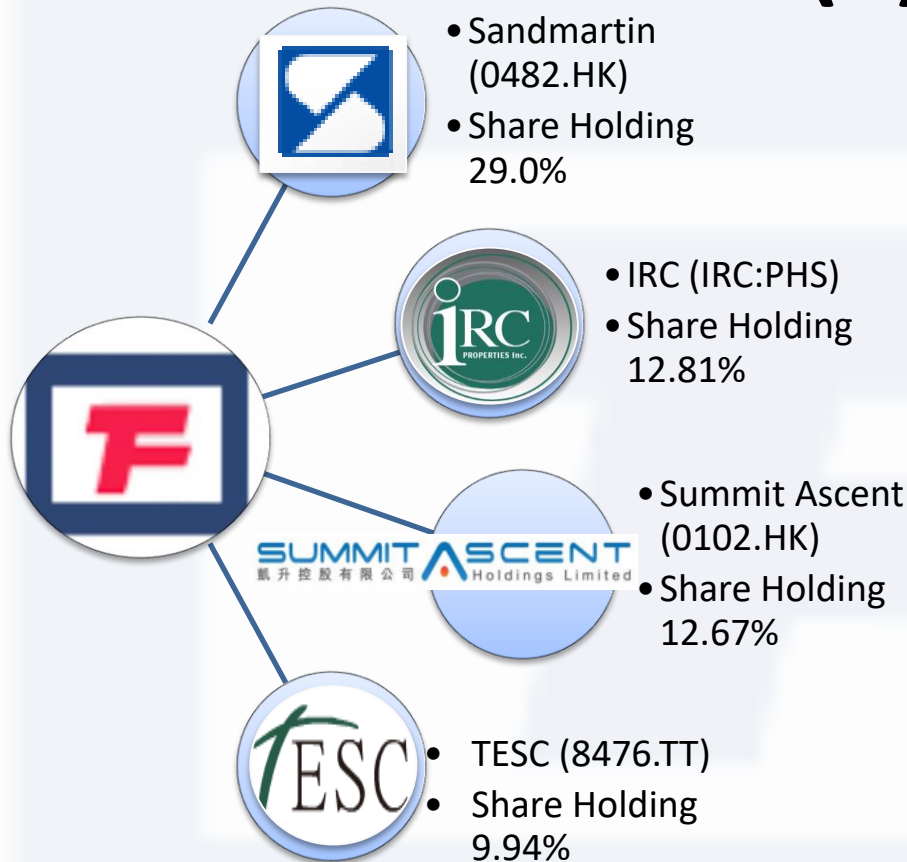 • Sandmartin
(0482.HK)
• Share Holding
29.0%
iRC
PROPERTIES Inc.
• IRC (IRC:PHS)
• Share Holding
12.81%
TF
SUMMIT ASCENT
凱升控股有限公司 Holdings Limited
• Summit Ascent
(0102.HK)
• Share Holding
12.67%
TESC
• TESC (8476.TT)
• Share Holding
9.94%